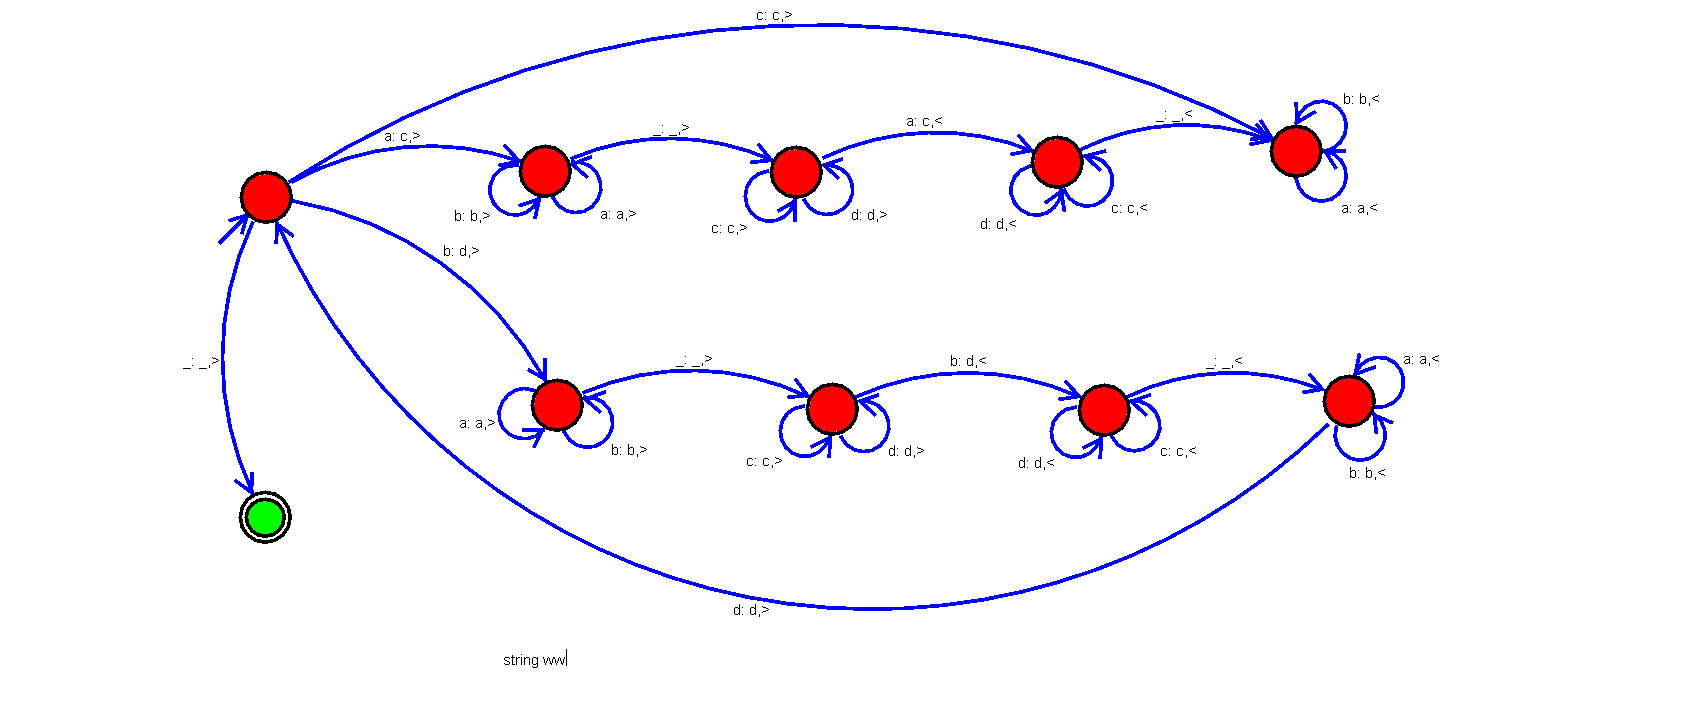 c: c,>
b: b,<
a: c,>
_: _,>
a: c,<
_: _,<
b: b,>
a: a,>
c: c,>
d: d,>
d: d,<
c: c,<
a: a,<
b: d,>
_: _,>
_: _,>
b: d,<
_: _,<
a: a,<
a: a,>
b: b,>
c: c,>
d: d,>
d: d,<
c: c,<
b: b,<
d: d,>
string ww